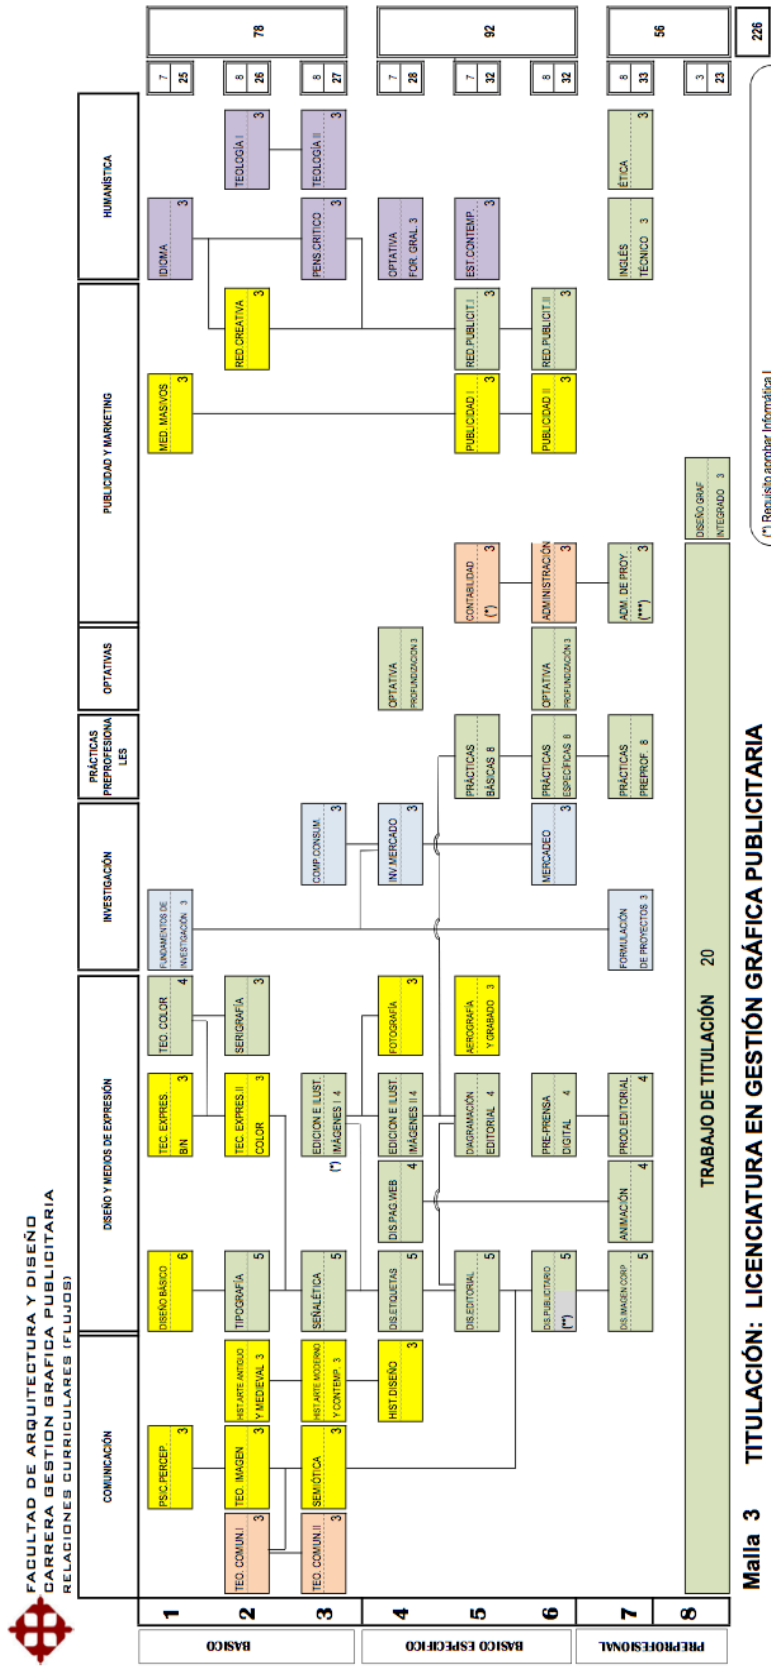 FACULTAD DE ARQUITECTURA Y DISEÑO
CARRERA GESTION GRAFICA PUBLICITARIA
RELACIONES CURRICULARES (FLUJOS)
COMUNICACIÓN
DISEÑO Y MEDIOS DE EXPRESIÓN
INVESTIGACIÓN
PRÁCTICAS
PREPROFESIONA
LES
OPTATIVAS
PUBLICIDAD Y MARKETING
HUMANÍSTICA
BASICO
1
PSIC.PERCEP. 3
DISEÑO BÁSICO 6
TEC. EXPRES. 3
B/N
TEO. COLOR 4
FUNDAMENTOS DE
INVESTIGACIÓN 3
MED. MASIVOS 3
IDIOMA 3
7
25
78
2
TEO. COMUN.I 3
TEO. IMAGEN 3
HIST.ARTE ANTIGUO
Y MEDIEVAL 3
TIPOGRAFÍA 5
TEC. EXPRES.II
COLOR 3
SERIGRAFÍA 3
RED.CREATIVA 3
TEOLOGÍA I 3
8
26
3
TEO. COMUN.II 3
SEMIÓTICA 3
HIST.ARTE MODERNO
Y CONTEMP. 3
SEÑALÉTICA 5
EDICION E ILUST.
IMÁGENES I 4
(*)
COMP.CONSUM. 3
PENS.CRITICO 3
TEOLOGÍA II 3
8
27
BASICO ESPECIFICO
4
HIST.DISEÑO 3
DIS.ETIQUETAS 5
DIS.PAG.WEB 4
EDICION E ILUST.
IMÁGENES II 4
FOTOGRAFÍA 3
INV.MERCADO 3
OPTATIVA
PROFUNDIZACION 3
OPTATIVA
FOR. GRAL. 3
7
28
92
5
DIS.EDITORIAL 5
DIAGRAMACIÓN
EDITORIAL 4
AEROGRAFÍA
Y GRABADO 3
PRÁCTICAS
BÁSICAS 8
CONTABILIDAD 3
(*)
PUBLICIDAD I 3
RED.PUBLICIT.I 3
EST.CONTEMP. 3
7
32
6
DIS.PUBLICITARIO 5
(**)
PRE-PRENSA
DIGITAL 4
MERCADEO 3
PRÁCTICAS
ESPECÍFICAS 8
OPTATIVA
PROFUNDIZACIÓN 3
ADMINISTRACIÓN 3
PUBLICIDAD II 3
RED.PUBLICIT.II 3
8
32
PREPROFESIONAL
7
DIS.IMAGEN CORP 5
ANIMACIÓN 4
PROD.EDITORIAL 4
FORMULACIÓN
DE PROYECTOS 3
PRÁCTICAS
PREPROF. 8
ADM. DE PROY. 3
(***)
INGLÉS
TÉCNICO 3
ÉTICA 3
8
33
56
8
TRABAJO DE TITULACIÓN 20
DISEÑO GRAF
INTEGRADO 3
3
23
Malla 3 TITULACIÓN: LICENCIATURA EN GESTIÓN GRÁFICA PUBLICITARIA
226
(*) Requisito aprobar Informática I